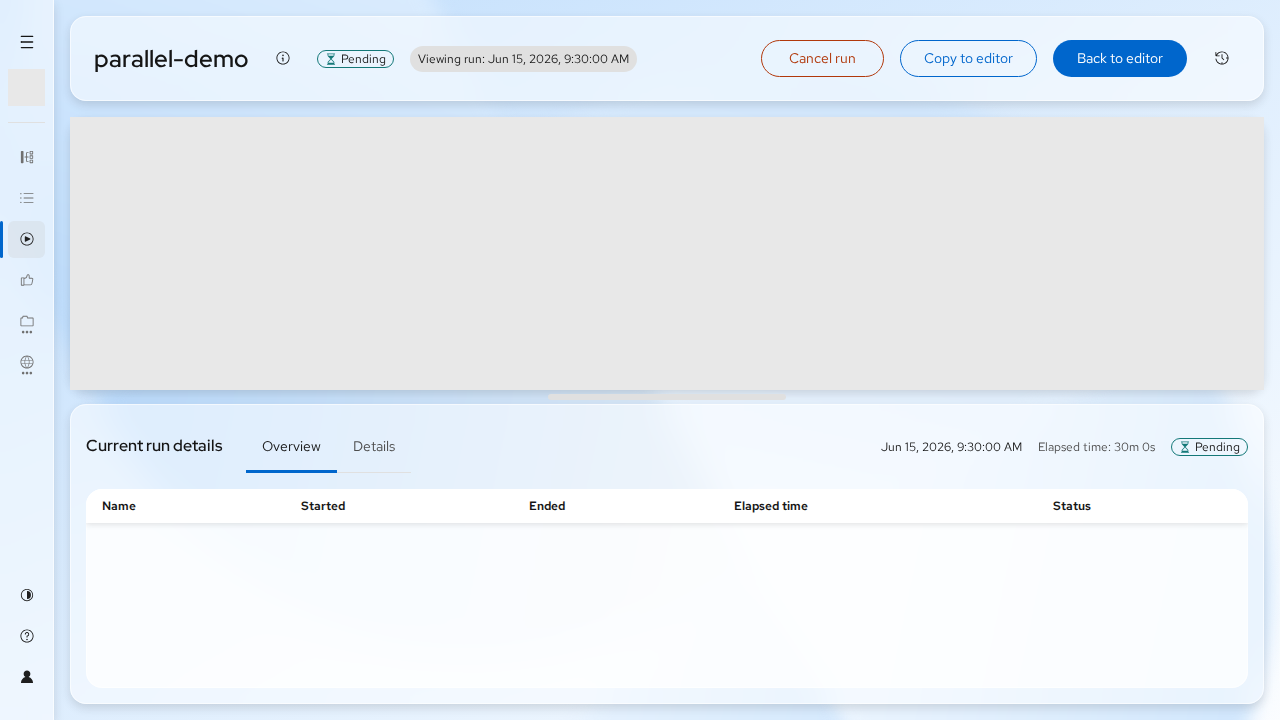 parallel-demo
Pending
Viewing run: Jun 15, 2026, 9:30:00 AM
Cancel run
Copy to editor
Back to editor
Current run details
Overview
Details
Jun 15, 2026, 9:30:00 AM
Elapsed time: 30m 0s
Pending
Name
Started
Ended
Elapsed time
Status